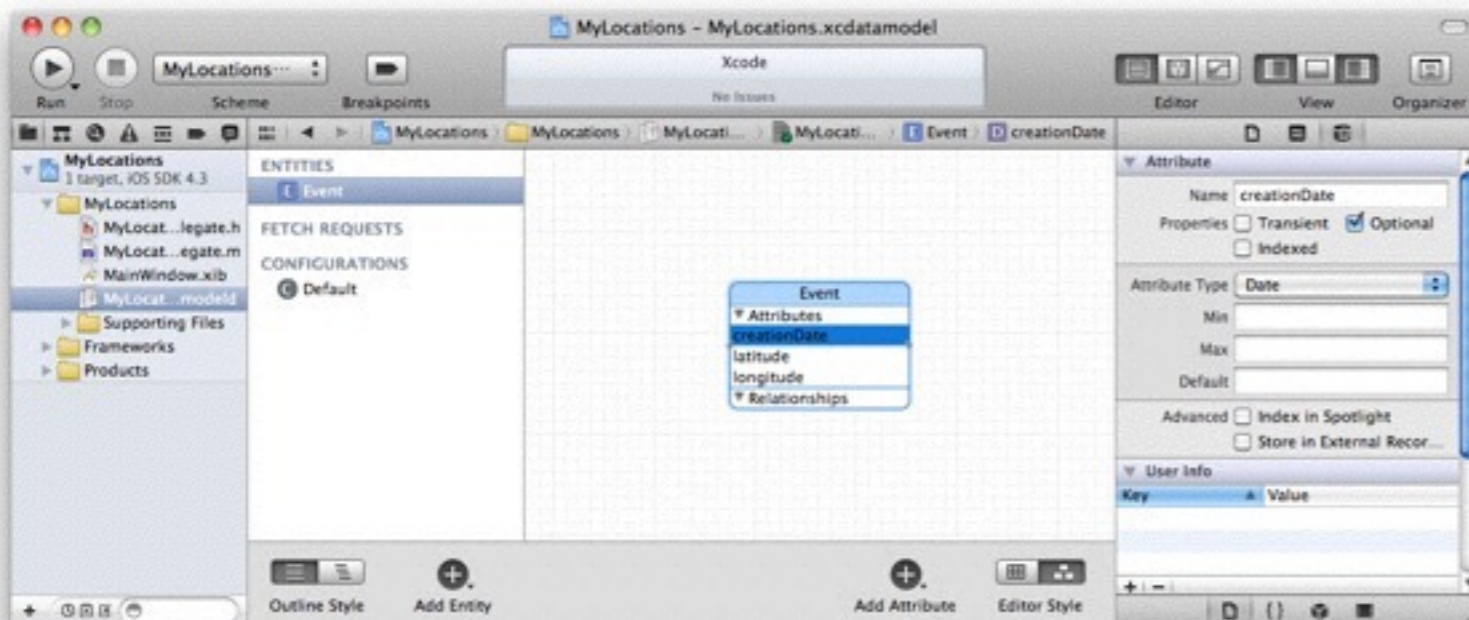 MyLocations - MyLocations.xcdatamodel
MyLocations... Xcode
No Issues
Run Stop Scheme Breakpoints Editor View Organizer
MyLocations MyLocations MyLocati... MyLocati... E Event D creationDate
MyLocations
1 target, iOS SDK 4.3
MyLocations
h MyLocat...legate.h
m MyLocat...egate.m
MainWindow.xib
MyLocat...modeld
Supporting Files
Frameworks
Products
ENTITIES
E Event
FETCH REQUESTS
CONFIGURATIONS
C Default
Event
Attributes
creationDate
latitude
longitude
Relationships
Attribute
Name creationDate
Properties Transient Optional
Indexed
Attribute Type Date
Min
Max
Default
Advanced Index in Spotlight
Store in External Recor...
User Info
Key Value
Outline Style Add Entity Add Attribute Editor Style